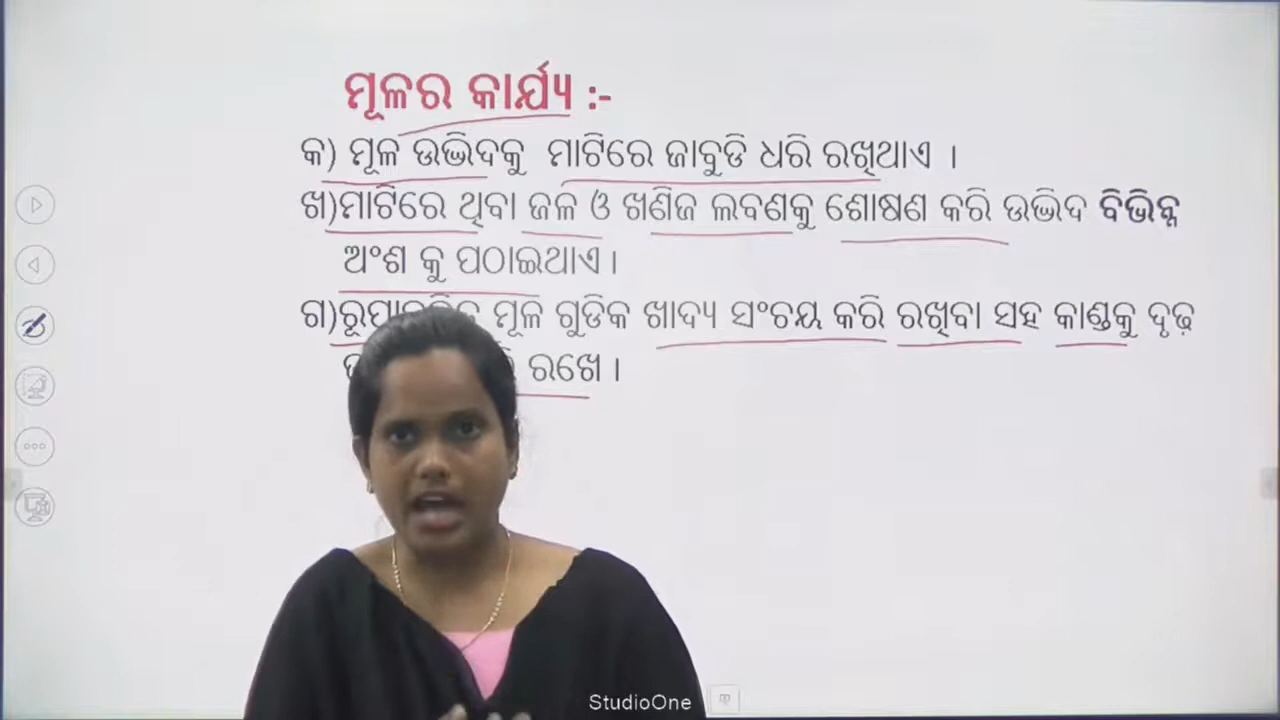 ମୂଳର କାର୍ଯ୍ୟ :-
କ) ମୂଳ ଉଦ୍ଭିଦକୁ ମାଟିରେ ଜାବୁଡି ଧରି ରଖିଥାଏ ।
ଖ)ମାଟିରେ ଥିବା ଜଳ ଓ ଖଣିଜ ଲବଣକୁ ଶୋଷଣ କରି ଉଦ୍ଭିଦ ବିଭିନ୍ନ
ଅଂଶ କୁ ପଠାଇଥାଏ ।
ଗ) ମୂଳ ଗୁଡିକ ଖାଦ୍ୟ ସଂଚୟ କରି ରଖିବା ସହ କାଣ୍ଡକୁ ଦୃଢ଼
ରଖେ ।
StudioOne